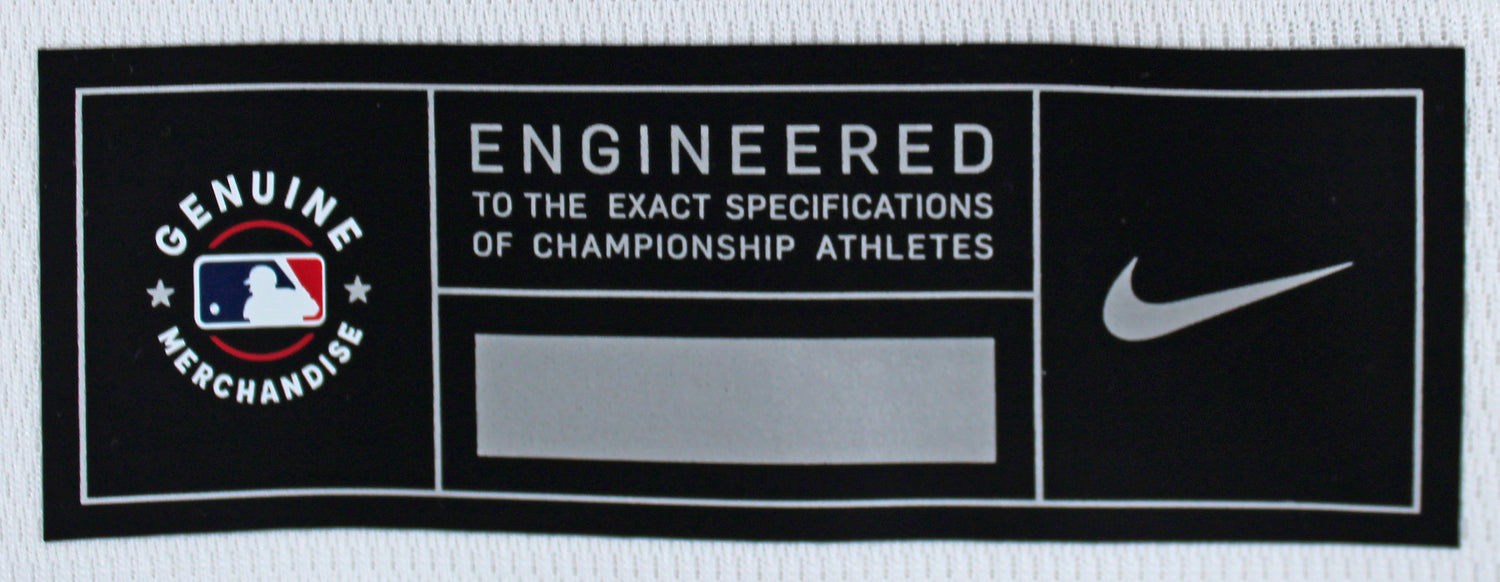 GENUINE
MERCHANDISE
ENGINEERED
TO THE EXACT SPECIFICATIONS
OF CHAMPIONSHIP ATHLETES